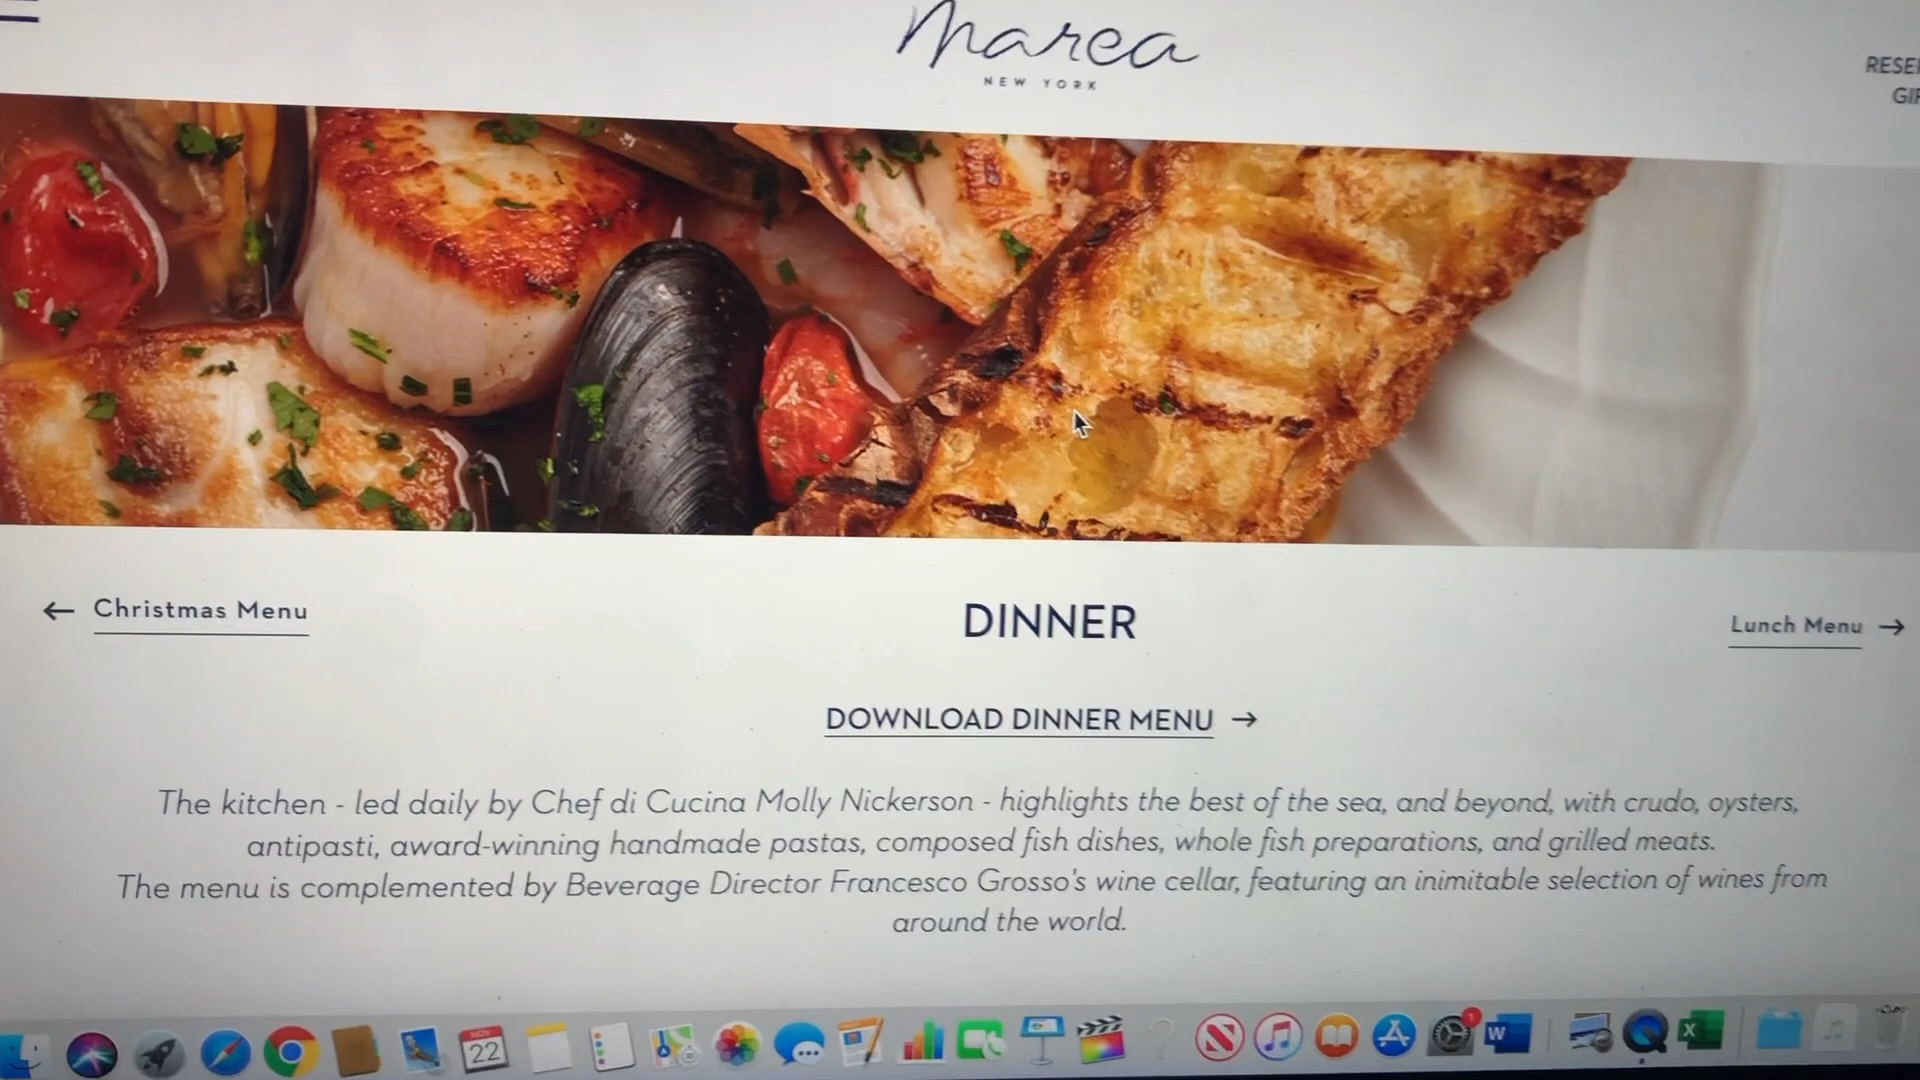 Marea
NEW YORK
Christmas Menu
DINNER
Lunch Menu
DOWNLOAD DINNER MENU
The kitchen - led daily by Chef di Cucina Molly Nickerson - highlights the best of the sea, and beyond, with crudo, oysters,
antipasti, award-winning handmade pastas, composed fish dishes, whole fish preparations, and grilled meats.
The menu is complemented by Beverage Director Francesco Grosso's wine cellar, featuring an inimitable selection of wines from
around the world.
NOV
22
1
W
X